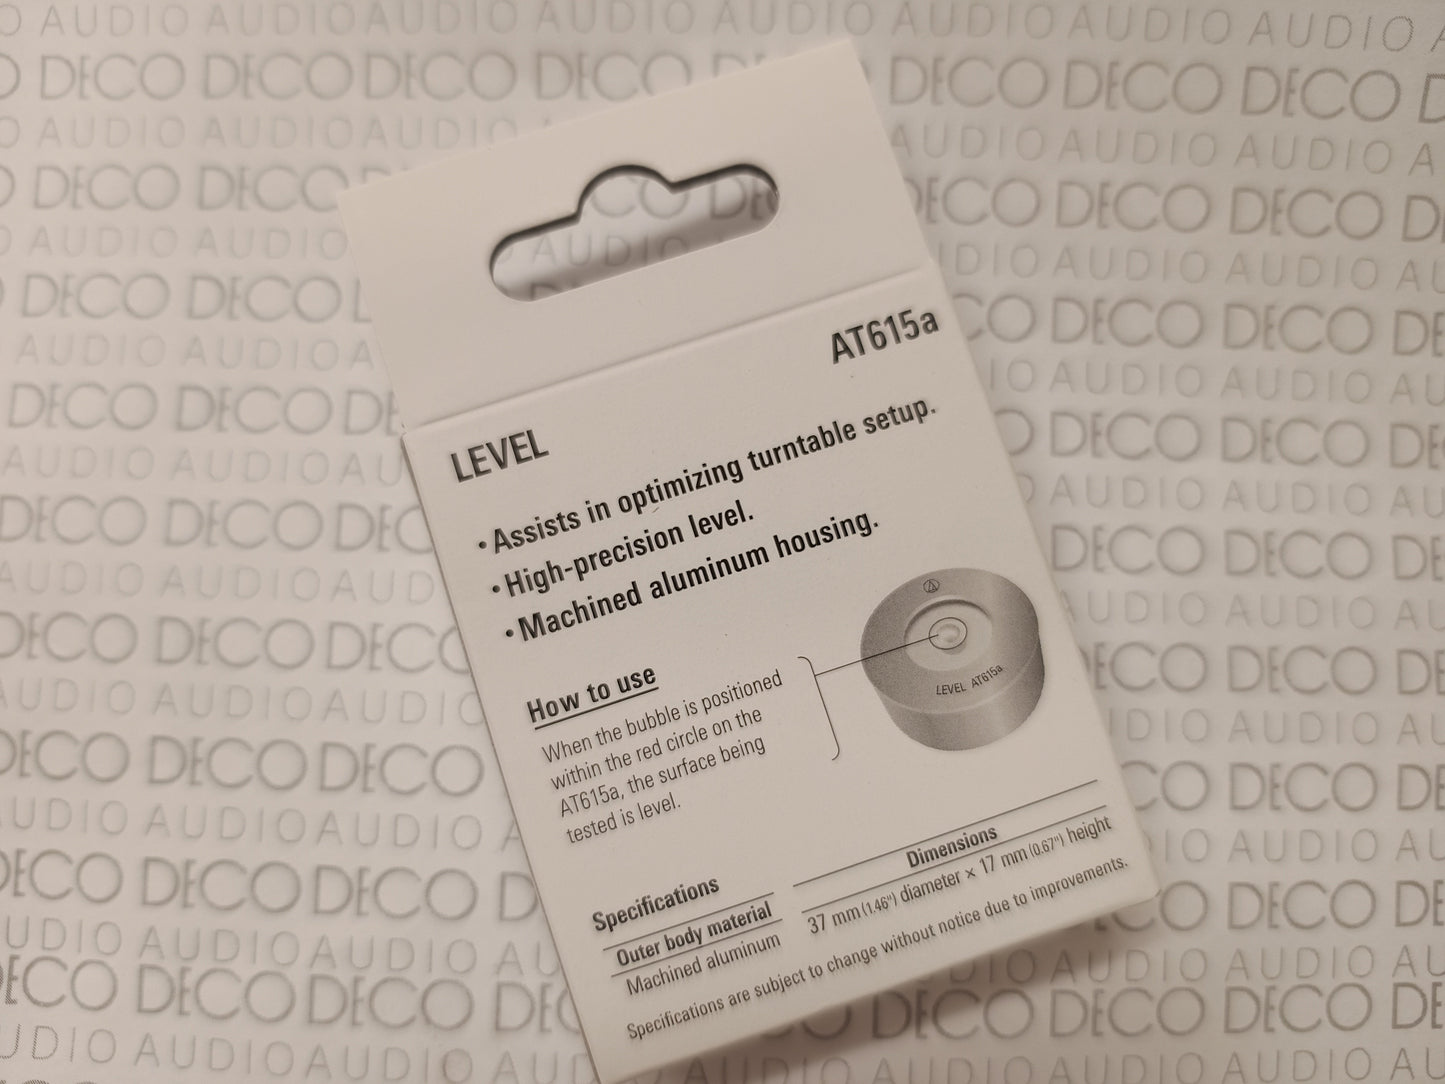 AT615a
LEVEL
• Assists in optimizing turntable setup.
• High-precision level.
• Machined aluminum housing.
How to use
When the bubble is positioned
within the red circle on the
AT615a, the surface being
tested is level.
LEVEL AT615a
Specifications
Outer body material
Machined aluminum
Dimensions
37 mm (1.46") diameter × 17 mm (0.67") height
Specifications are subject to change without notice due to improvements.
AUDIO AUDIO AUDIO AUDIO
DECO DECO DECO DECO